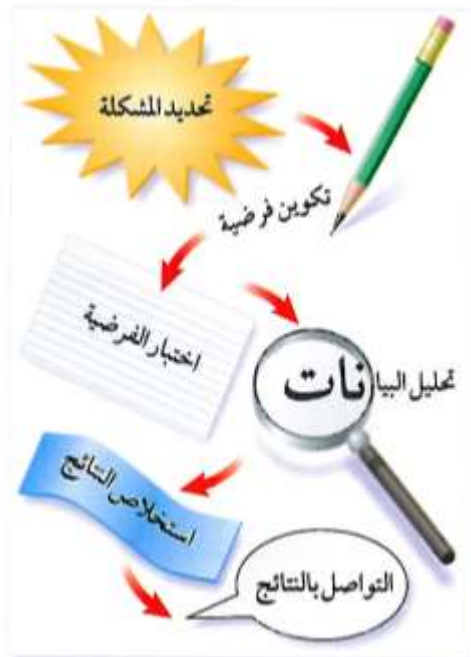 تحديد المشكلة
تكوين فرضية
اختبار الفرضية
تحليل البيانات
استخلاص النتائج
التواصل بالنتائج